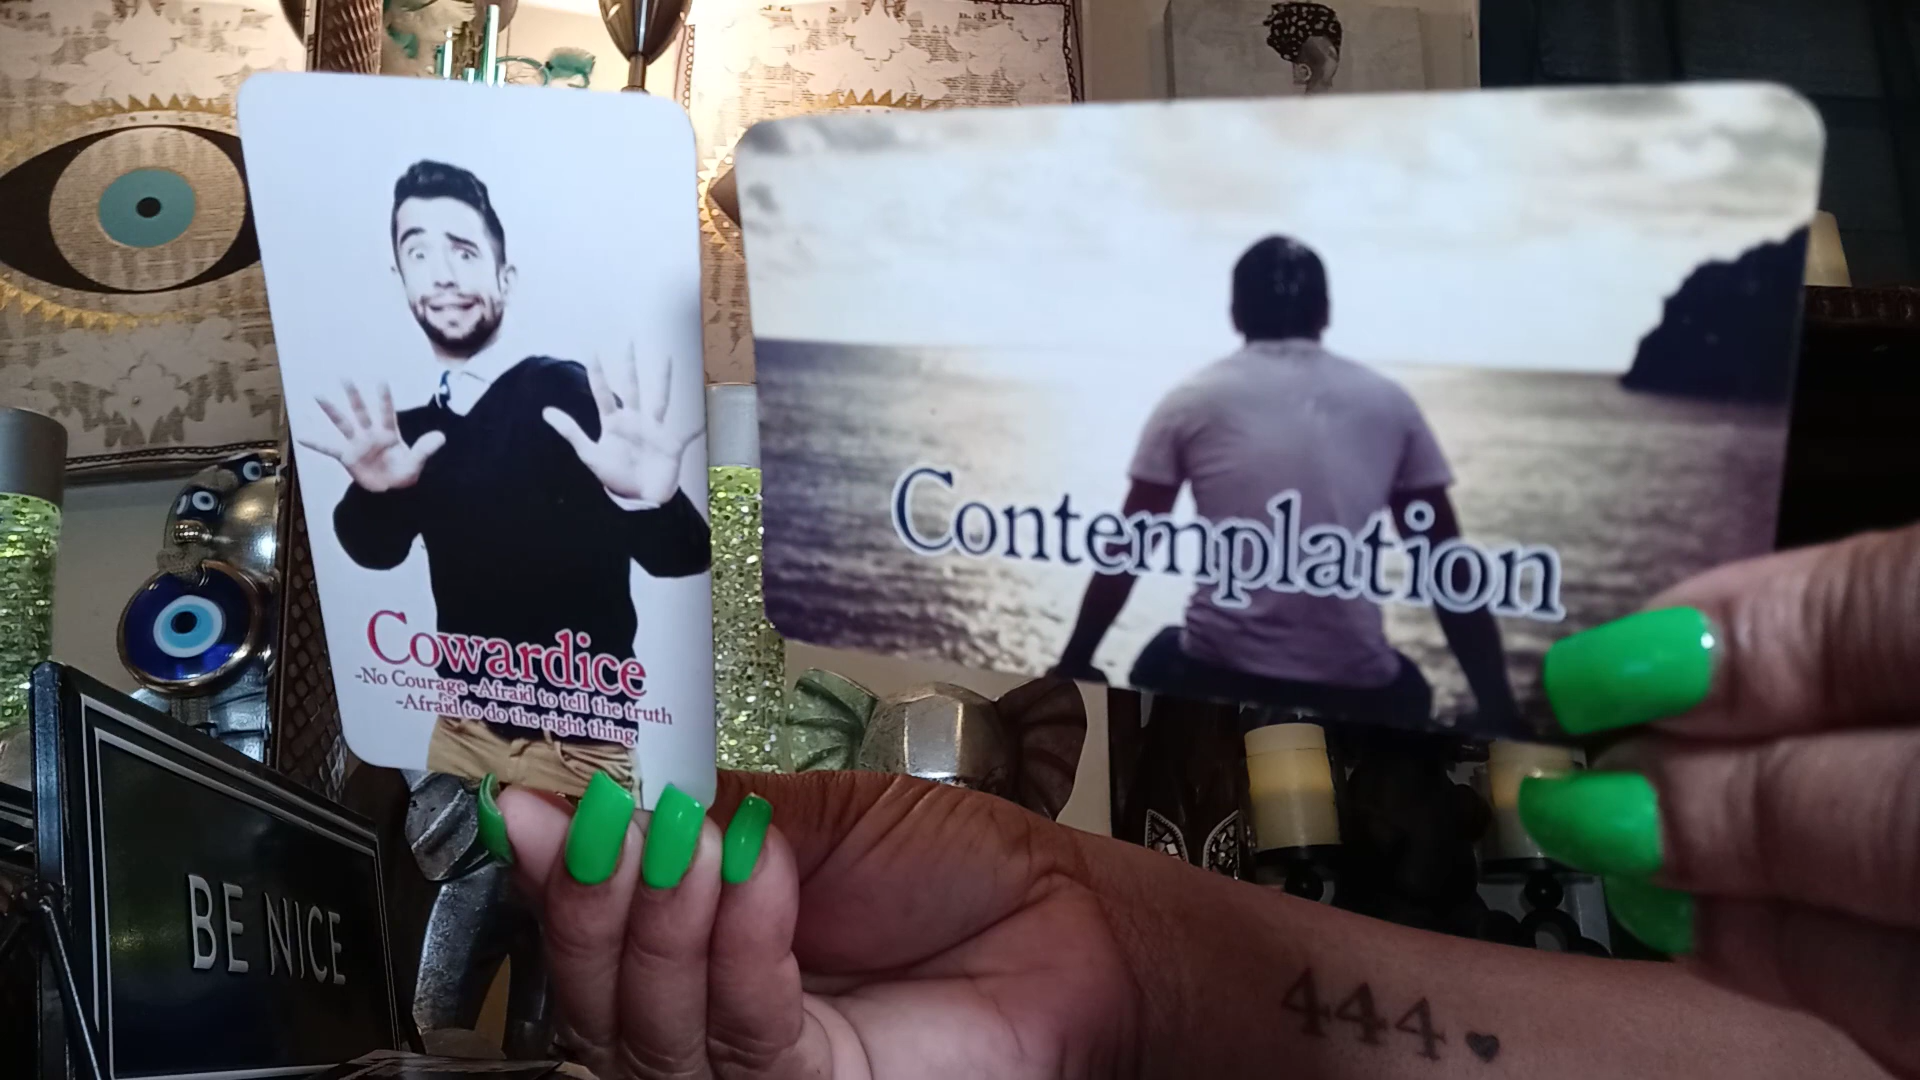 Cowardice
-No Courage -Afraid to tell the truth
-Afraid to do the right thing
Contemplation
BE NICE
444